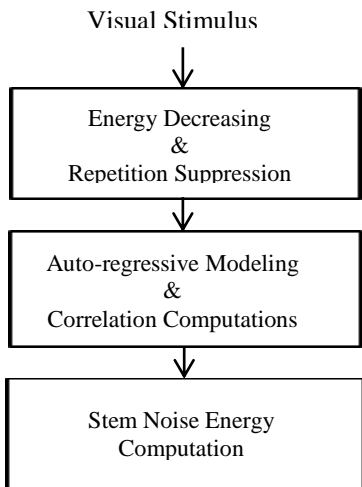 Visual Stimulus
Energy Decreasing
&
Repetition Suppression
Auto-regressive Modeling
&
Correlation Computations
Stem Noise Energy
Computation